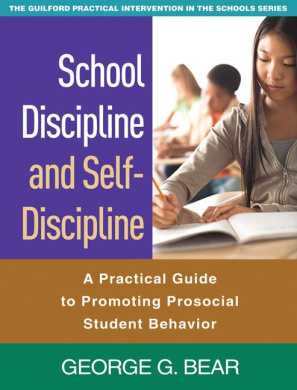 THE GUILFORD PRACTICAL INTERVENTION IN THE SCHOOLS SERIES
School
Discipline
and Self-
Discipline
A Practical Guide
to Promoting Prosocial
Student Behavior
GEORGE G. BEAR